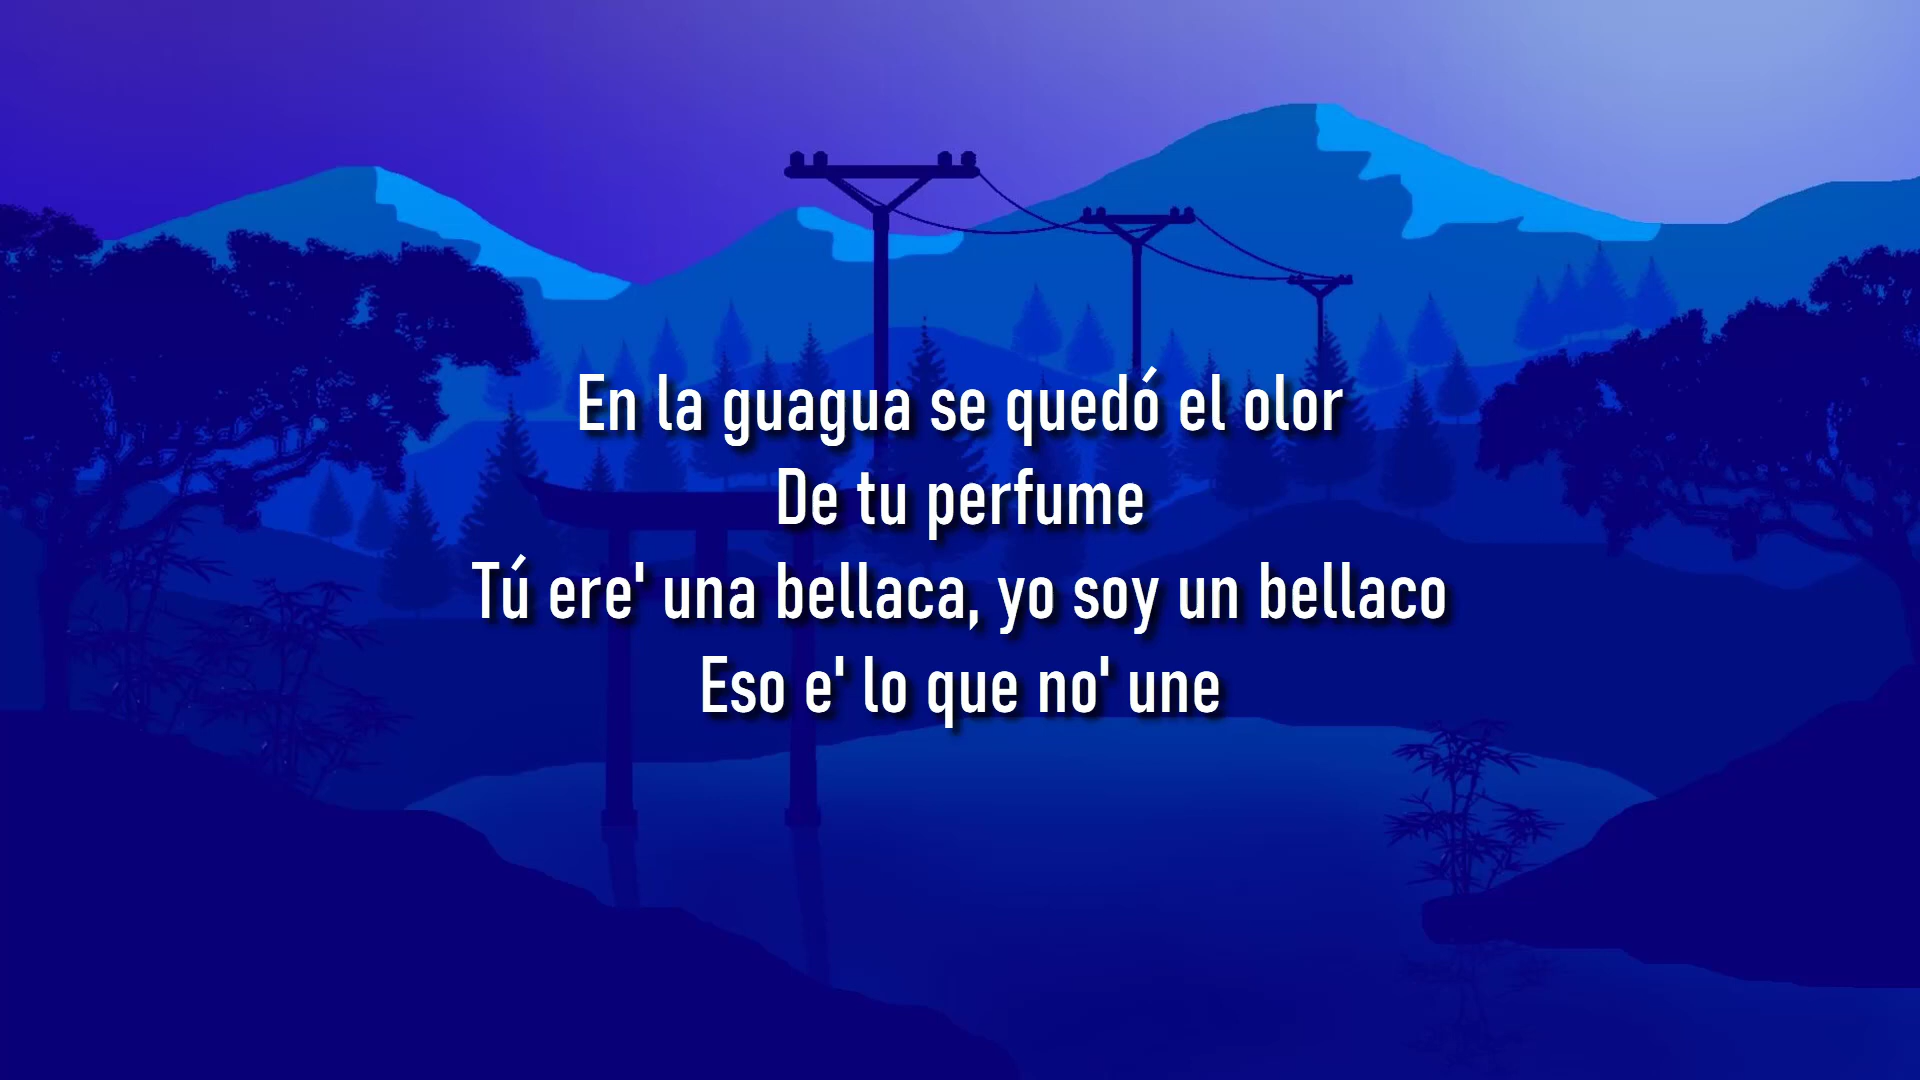 En la guagua se quedó el olor
De tu perfume
Tú ere' una bellaca, yo soy un bellaco
Eso e' lo que no' une